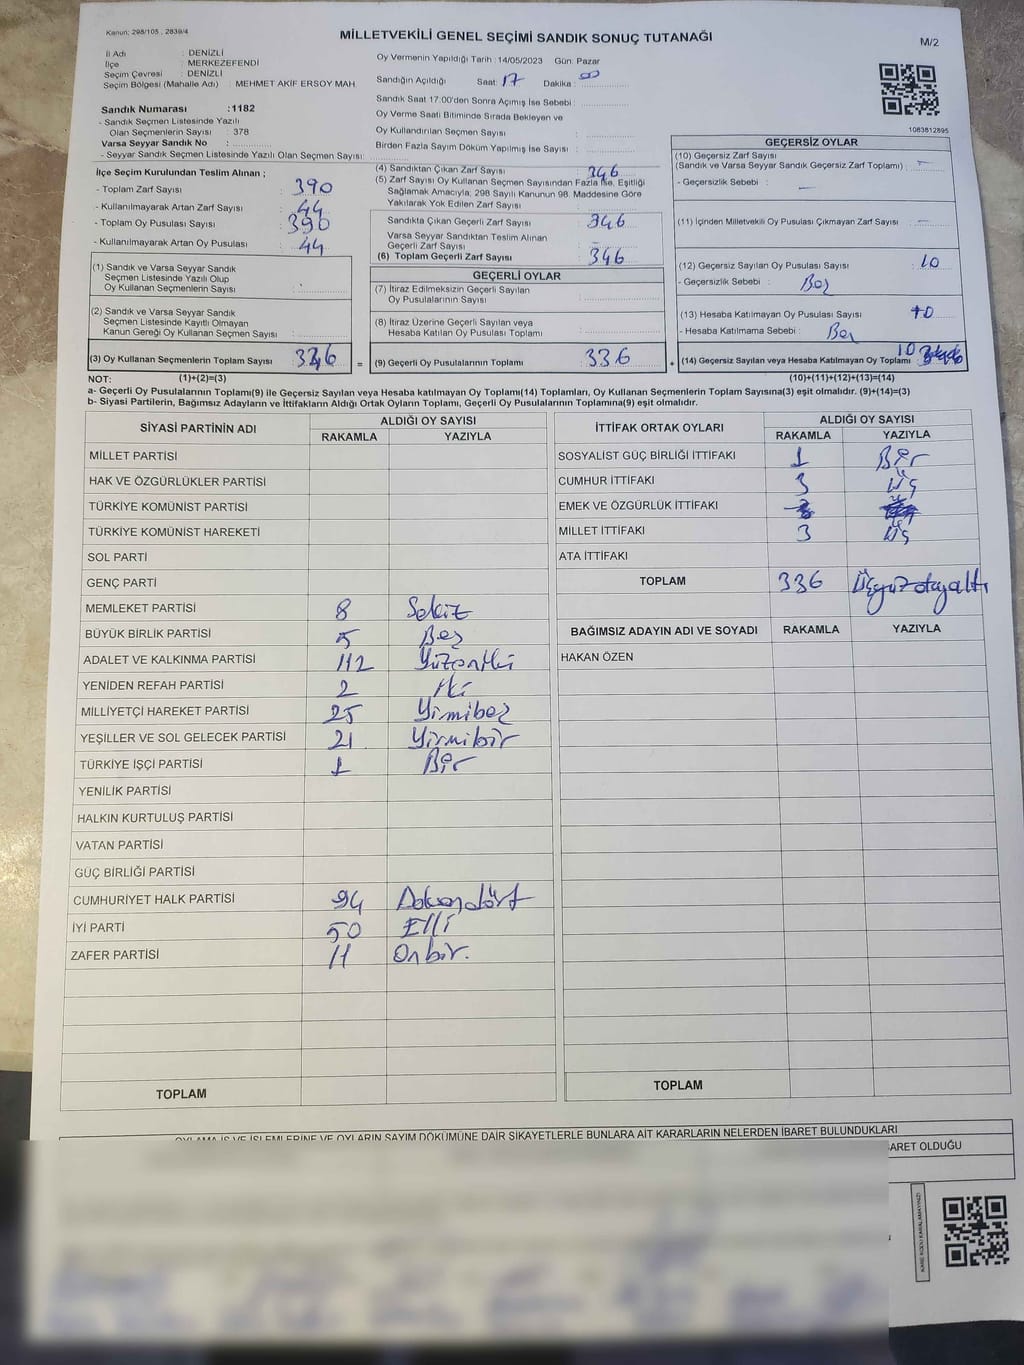 Kanun: 298/105 , 2839/4
MİLLETVEKİLİ GENEL SEÇİMİ SANDIK SONUÇ TUTANAĞI
M/2
İl Adı : DENİZLİ
İlçe : MERKEZEFENDİ
Seçim Çevresi : DENİZLİ
Seçim Bölgesi (Mahalle Adı) : MEHMET AKİF ERSOY MAH
Sandık Numarası :1182
- Sandık Seçmen Listesinde Yazılı
Olan Seçmenlerin Sayısı : 378
Varsa Seyyar Sandık No :
- Seyyar Sandık Seçmen Listesinde Yazılı Olan Seçmen Sayısı:
Oy Vermenin Yapıldığı Tarih : 14/05/2023 Gün: Pazar
Sandığın Açıldığı Saat: 17 Dakika : 00
Sandık Saat 17.00'den Sonra Açılmış İse Sebebi :
Oy Verme Saati Bitiminde Sırada Bekleyen ve
Oy Kullandırılan Seçmen Sayısı :
Birden Fazla Sayım Döküm Yapılmış İse Sayısı :
1083812895
İlçe Seçim Kurulundan Teslim Alınan ;
- Toplam Zarf Sayısı : 390
- Kullanılmayarak Artan Zarf Sayısı : 44
- Toplam Oy Pusulası Sayısı : 390
- Kullanılmayarak Artan Oy Pusulası : 44
(1) Sandık ve Varsa Seyyar Sandık
Seçmen Listesinde Yazılı Olup
Oy Kullanan Seçmenlerin Sayısı :
(2) Sandık ve Varsa Seyyar Sandık
Seçmen Listesinde Kayıtlı Olmayan
Kanun Gereği Oy Kullanan Seçmen Sayısı :
(3) Oy Kullanan Seçmenlerin Toplam Sayısı 346 =
(1)+(2)=(3)
(4) Sandıktan Çıkan Zarf Sayısı : 346
(5) Zarf Sayısı Oy Kullanan Seçmen Sayısından Fazla İse, Eşitliği
Sağlamak Amacıyla; 298 Sayılı Kanunun 98. Maddesine Göre
Yakılarak Yok Edilen Zarf Sayısı :
Sandıkta Çıkan Geçerli Zarf Sayısı : 346
Varsa Seyyar Sandıktan Teslim Alınan
Geçerli Zarf Sayısı : -
(6) Toplam Geçerli Zarf Sayısı : 346
GEÇERLİ OYLAR
(7) İtiraz Edilmeksizin Geçerli Sayılan
Oy Pusulalarının Sayısı :
(8) İtiraz Üzerine Geçerli Sayılan veya
Hesaba Katılan Oy Pusulası Toplamı :
(9) Geçerli Oy Pusulalarının Toplamı : 336 +
GEÇERSİZ OYLAR
(10) Geçersiz Zarf Sayısı
(Sandık ve Varsa Seyyar Sandık Geçersiz Zarf Toplamı) : -
- Geçersizlik Sebebi : -
(11) İçinden Milletvekili Oy Pusulası Çıkmayan Zarf Sayısı : -
(12) Geçersiz Sayılan Oy Pusulası Sayısı : 10
- Geçersizlik Sebebi : Boş
(13) Hesaba Katılmayan Oy Pusulası Sayısı : 10
- Hesaba Katılmama Sebebi :
(14) Geçersiz Sayılan veya Hesaba Katılmayan Oy Toplamı : 10
(10)+(11)+(12)+(13)=(14)
NOT:
a- Geçerli Oy Pusulalarının Toplamı(9) ile Geçersiz Sayılan veya Hesaba katılmayan Oy Toplamı(14) Toplamları, Oy Kullanan Seçmenlerin Toplam Sayısına(3) eşit olmalıdır. (9)+(14)=(3)
b- Siyasi Partilerin, Bağımsız Adayların ve İttifakların Aldığı Ortak Oyların Toplamı, Geçerli Oy Pusulalarının Toplamına(9) eşit olmalıdır.
SİYASİ PARTİNİN ADI ALDIĞI OY SAYISI
RAKAMLA YAZIYLA
MİLLET PARTİSİ
HAK VE ÖZGÜRLÜKLER PARTİSİ
TÜRKİYE KOMÜNİST PARTİSİ
TÜRKİYE KOMÜNİST HAREKETİ
SOL PARTİ
GENÇ PARTİ
MEMLEKET PARTİSİ 8 Sekiz
BÜYÜK BİRLİK PARTİSİ 5 Beş
ADALET VE KALKINMA PARTİSİ 112 Yüzoniki
YENİDEN REFAH PARTİSİ 2 İki
MİLLİYETÇİ HAREKET PARTİSİ 25 Yirmibeş
YEŞİLLER VE SOL GELECEK PARTİSİ 21 Yirmibir
TÜRKİYE İŞÇİ PARTİSİ 1 Bir
YENİLİK PARTİSİ
HALKIN KURTULUŞ PARTİSİ
VATAN PARTİSİ
GÜÇ BİRLİĞİ PARTİSİ
CUMHURİYET HALK PARTİSİ 94 Doksandört
İYİ PARTİ 50 Elli
ZAFER PARTİSİ 11 Onbir.
TOPLAM
İTTİFAK ORTAK OYLARI ALDIĞI OY SAYISI
RAKAMLA YAZIYLA
SOSYALİST GÜÇ BİRLİĞİ İTTİFAKI 1 Bir
CUMHUR İTTİFAKI 3 Üç
EMEK VE ÖZGÜRLÜK İTTİFAKI
MİLLET İTTİFAKI 3 Üç
ATA İTTİFAKI
TOPLAM 336 Üçyüzotuzaltı
BAĞIMSIZ ADAYIN ADI VE SOYADI RAKAMLA YAZIYLA
HAKAN ÖZEN
TOPLAM
OYLAMA İŞ VE İŞLEMLERİNE VE OYLARIN SAYIM DÖKÜMÜNE DAİR ŞİKAYETLERLE BUNLARA AİT KARARLARIN NELERDEN İBARET BULUNDUKLARI
OLDUĞU
KARE KODU KARALAMAYINIZ!